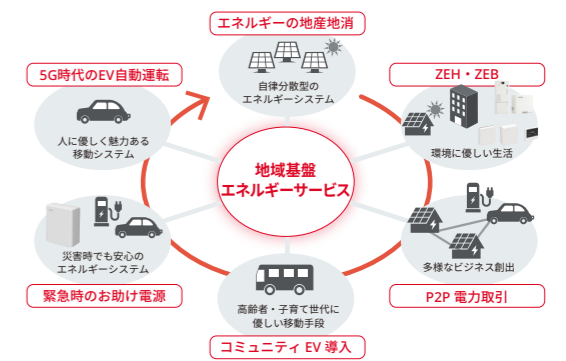 エネルギーの地産地消
自律分散型の
エネルギーシステム
ZEH・ZEB
環境に優しい生活
P2P 電力取引
多様なビジネス創出
コミュニティ EV 導入
高齢者・子育て世代に
優しい移動手段
緊急時のお助け電源
災害時でも安心の
エネルギーシステム
5G時代のEV自動運転
人に優しく魅力ある
移動システム
地域基盤
エネルギーサービス